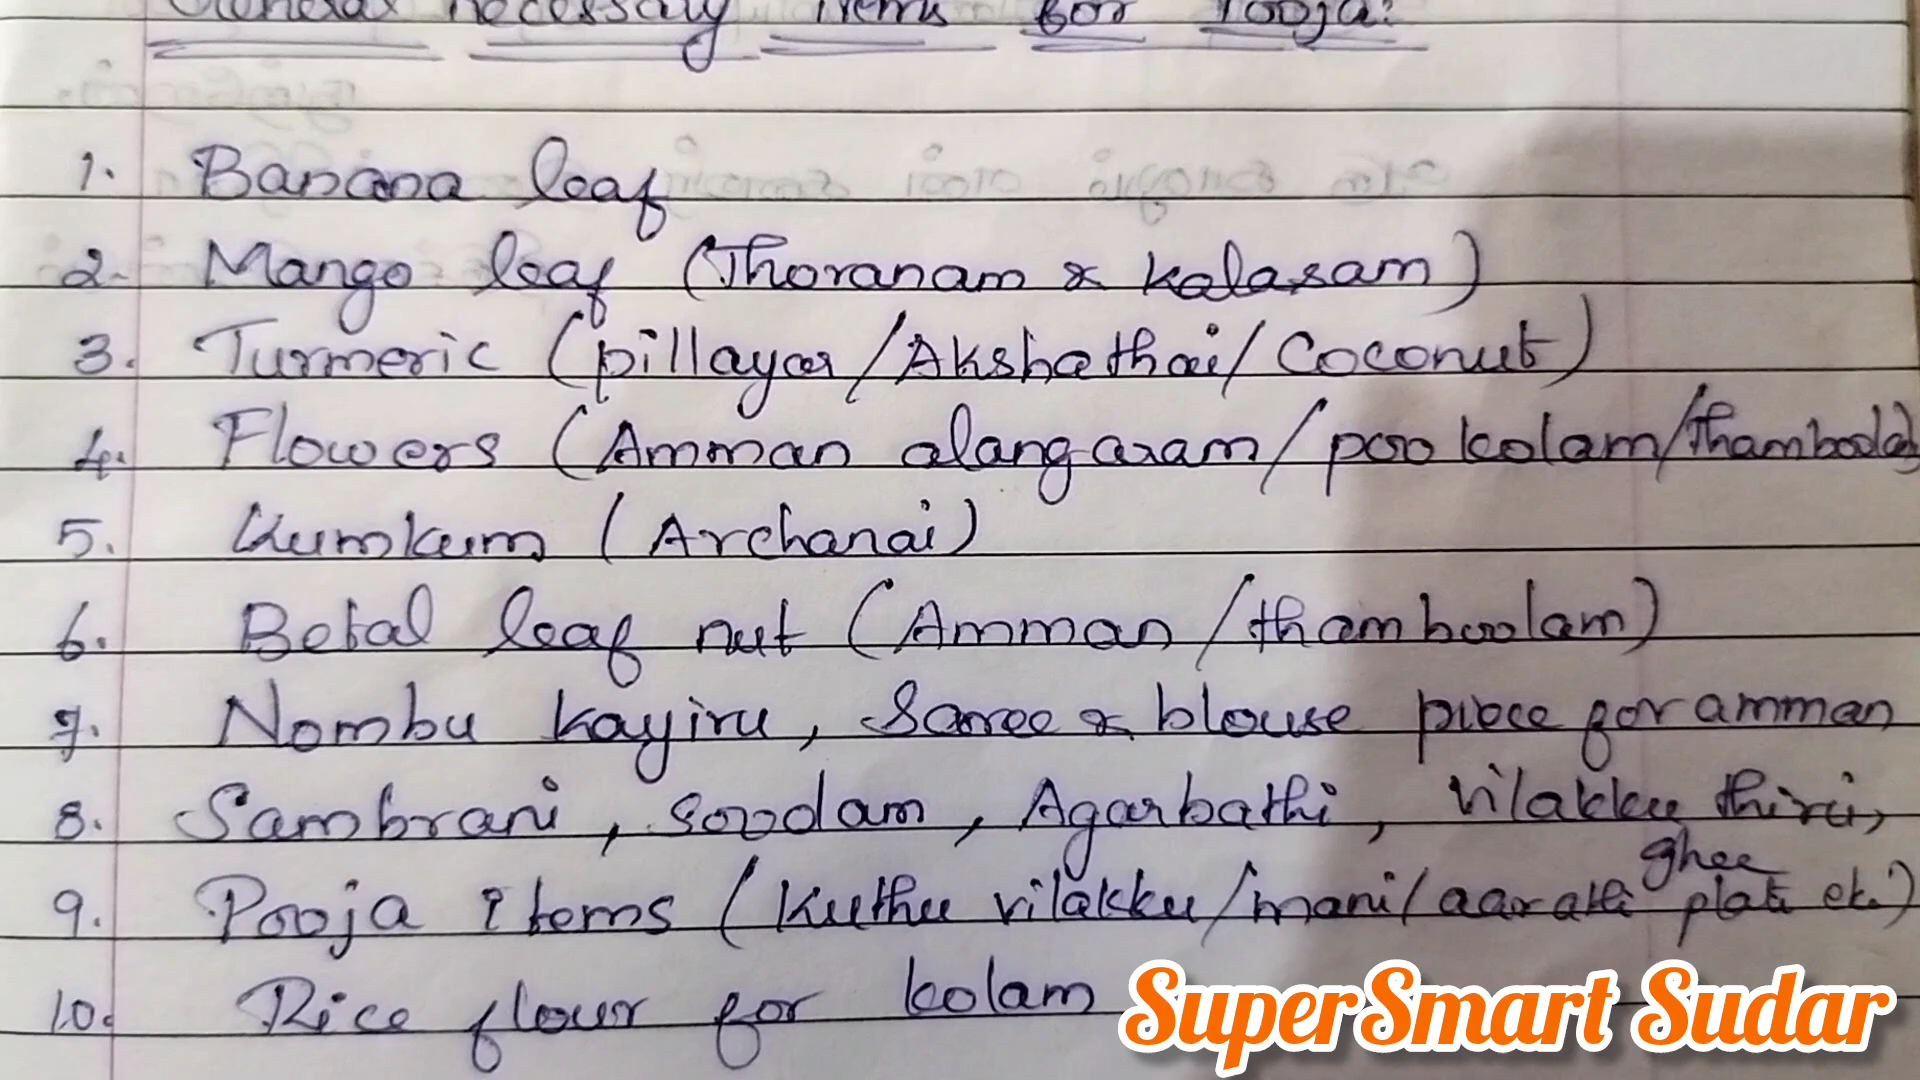 General necessary items for Pooja:
1. Banana leaf
2. Mango leaf (Thoranam & kalasam)
3. Turmeric (pillayar/Akshathai/Coconut)
4. Flowers (Amman alangaram/poo kolam/Thamboola)
5. Kumkum (Archanai)
6. Betal leaf nut (Amman/thamboolam)
7. Nombu kayiru, Saree & blouse piece for amman
8. Sambrani, soodam, Agarbathi, vilakku thiri,
ghee
9. Pooja items (Kuthu vilakku/mani/aarathi plate etc.)
10. Rice flour for kolam
SuperSmart Sudar